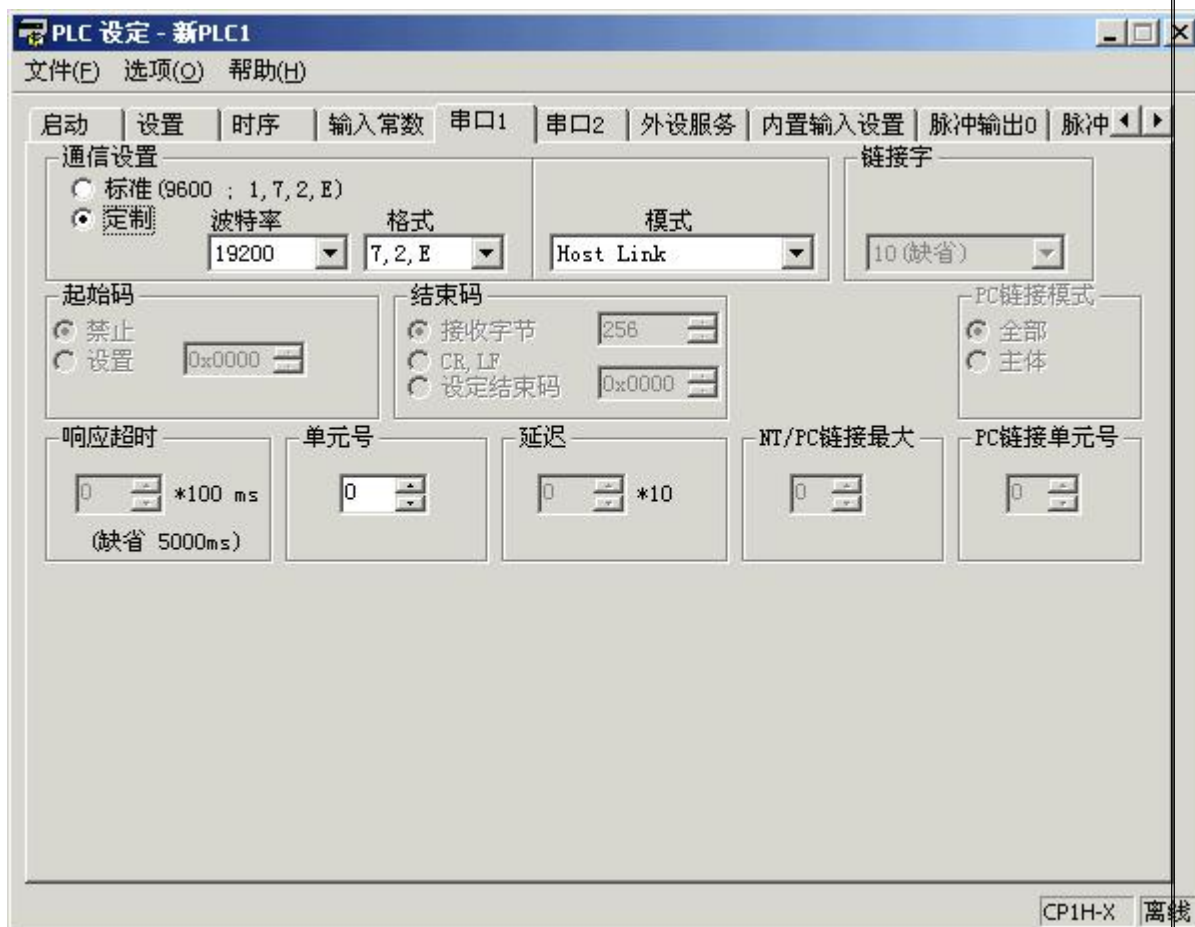 PLC 设定 - 新PLC1
文件(F) 选项(O) 帮助(H)
启动 设置 时序 输入常数 串口1 串口2 外设服务 内置输入设置 脉冲输出0 脉冲
通信设置 链接字
标准(9600 ; 1,7,2,E)
定制 波特率 格式 模式
19200 7,2,E Host Link 10(缺省)
起始码 结束码 PC链接模式
禁止 接收字节 256 全部
设置 0x0000 CR,LF 主体
设定结束码 0x0000
响应超时 单元号 延迟 NT/PC链接最大 PC链接单元号
0 *100 ms 0 0 *10 0 0
(缺省 5000ms)
CP1H-X 离线